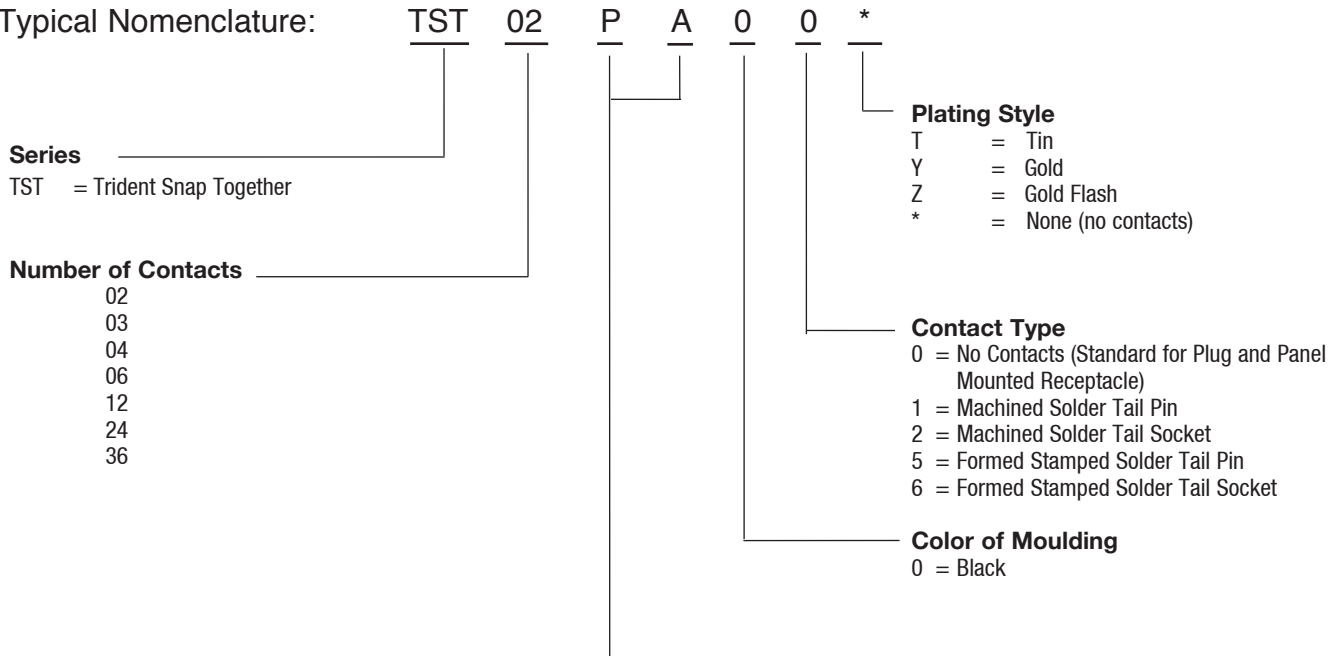 Typical Nomenclature: TST 02 P A 0 0 *
Series
TST = Trident Snap Together
Number of Contacts
02
03
04
06
12
24
36
Plating Style
T = Tin
Y = Gold
Z = Gold Flash
* = None (no contacts)
Contact Type
0 = No Contacts (Standard for Plug and Panel
Mounted Receptacle)
1 = Machined Solder Tail Pin
2 = Machined Solder Tail Socket
5 = Formed Stamped Solder Tail Pin
6 = Formed Stamped Solder Tail Socket
Color of Moulding
0 = Black